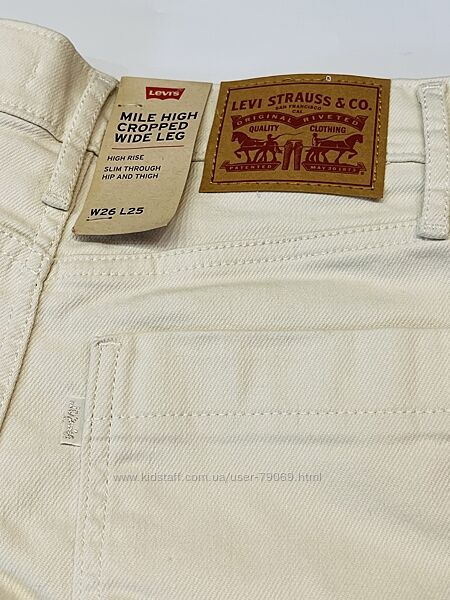 Levi's
MILE HIGH
CROPPED
WIDE LEG
HIGH RISE
SLIM THROUGH
HIP AND THIGH
W26 L25
LEVI STRAUSS & CO.
SAN FRANCISCO
CAL
ORIGINAL RIVETED
QUALITY CLOTHING
PATENTED MAY 20 1873
www.kidstaff.com.ua/user-79069.html